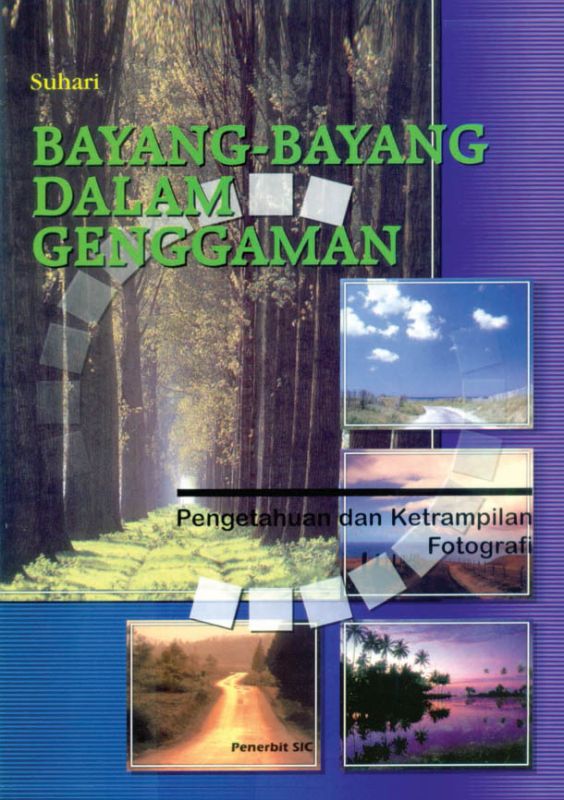 Suhari
BAYANG-BAYANG
DALAM
GENGGAMAN
Pengetahuan dan Ketrampilan
Fotografi
Penerbit SIC